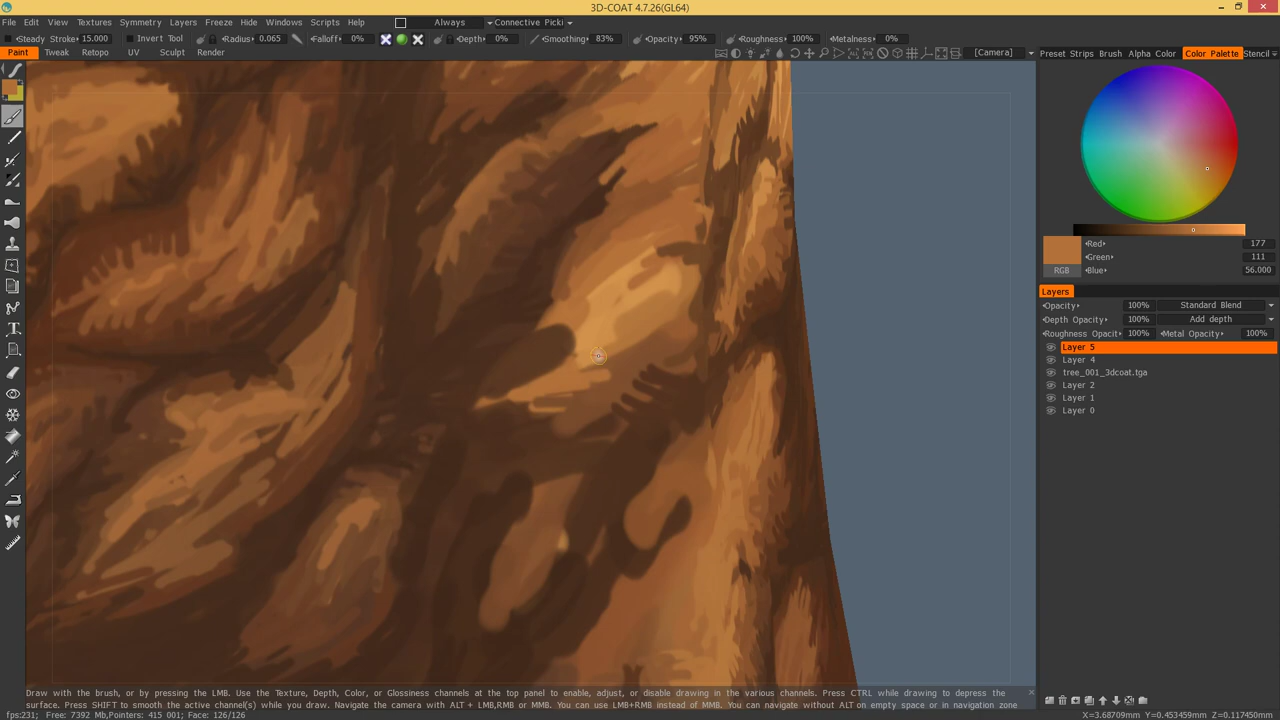 3D-COAT 4.7.26(GL64)
File Edit View Textures Symmetry Layers Freeze Hide Windows Scripts Help Always Connective Picki
Steady Stroke 15.000 Invert Tool Radius 0.065 Falloff 0% Depth 0% Smoothing 83% Opacity 95% Roughness 100% Metalness 0%
Paint Tweak Retopo UV Sculpt Render [Camera] Preset Strips Brush Alpha Color Color Palette Stencil
Red 177
Green 111
RGB Blue 56.000
Layers
Opacity 100% Standard Blend
Depth Opacity 100% Add depth
Roughness Opacit 100% Metal Opacity 100%
Layer 5
Layer 4
tree_001_3dcoat.tga
Layer 2
Layer 1
Layer 0
Draw with the brush, or by pressing the LMB. Use the Texture, Depth, Color, or Glossiness channels at the top panel to enable, adjust, or disable drawing in the various channels. Press CTRL while drawing to depress the
surface. Press SHIFT to smooth the active channel(s) while you draw. Navigate the camera with ALT + LMB,RMB or MMB. You can use LMB+RMB instead of MMB. You can navigate without ALT on empty space or in navigation zone
fps:231; Free: 7392 Mb,Pointers: 415 001; Face: 126/126 X=3.68709mm Y=0.453459mm Z=0.117450mm